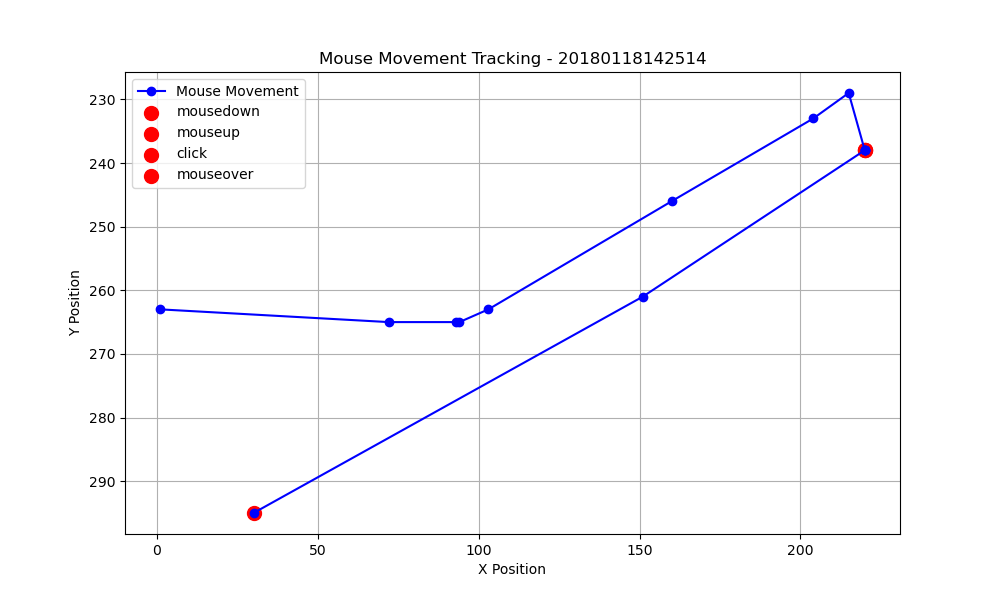 Mouse Movement Tracking - 20180118142514
Mouse Movement
mousedown
mouseup
click
mouseover
230
240
250
260
270
280
290
Y Position
0 50 100 150 200
X Position